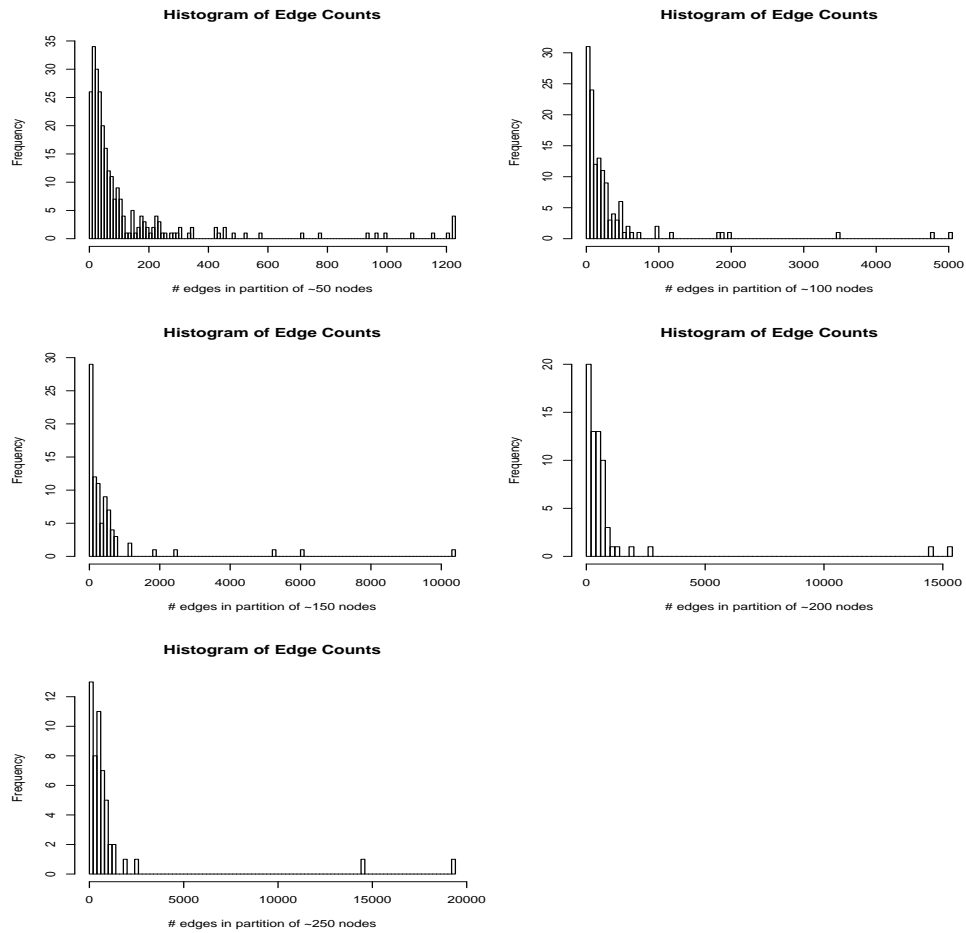 Histogram of Edge Counts
Frequency
0 5 10 15 20 25 30 35
0 200 400 600 800 1000 1200
# edges in partition of ~50 nodes
Histogram of Edge Counts
Frequency
0 5 10 15 20 25 30
0 1000 2000 3000 4000 5000
# edges in partition of ~100 nodes
Histogram of Edge Counts
Frequency
0 5 10 15 20 25 30
0 2000 4000 6000 8000 10000
# edges in partition of ~150 nodes
Histogram of Edge Counts
Frequency
0 5 10 15 20
0 5000 10000 15000
# edges in partition of ~200 nodes
Histogram of Edge Counts
Frequency
0 2 4 6 8 10 12
0 5000 10000 15000 20000
# edges in partition of ~250 nodes